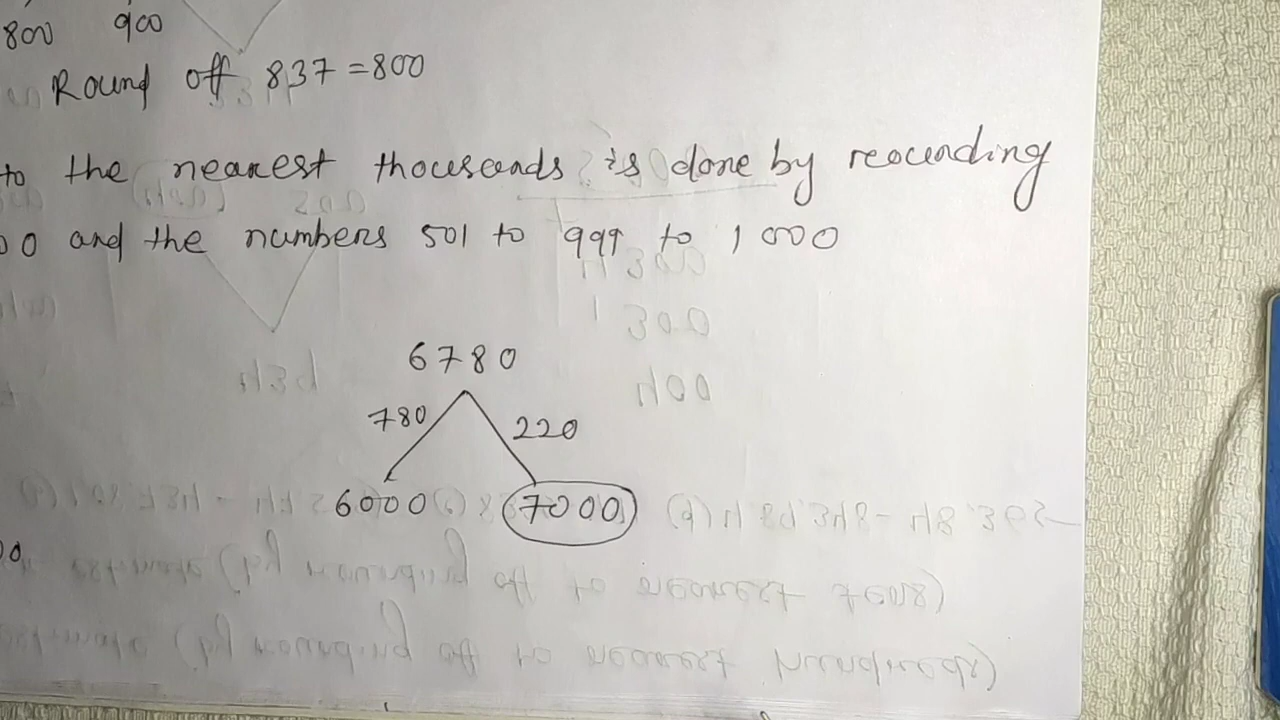 800 900
Round off 837 = 800
to the nearest thousands is done by rounding
00 and the numbers 501 to 999 to 1000
6780
780 220
6000 7000